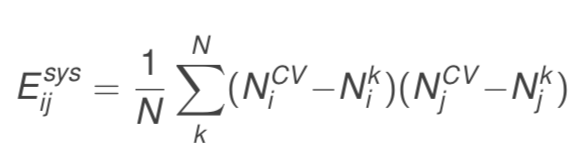 $E_{ij}^{sys} = \frac{1}{N} \sum_{k}^{N} (N_i^{CV} - N_i^k)(N_j^{CV} - N_j^k)$